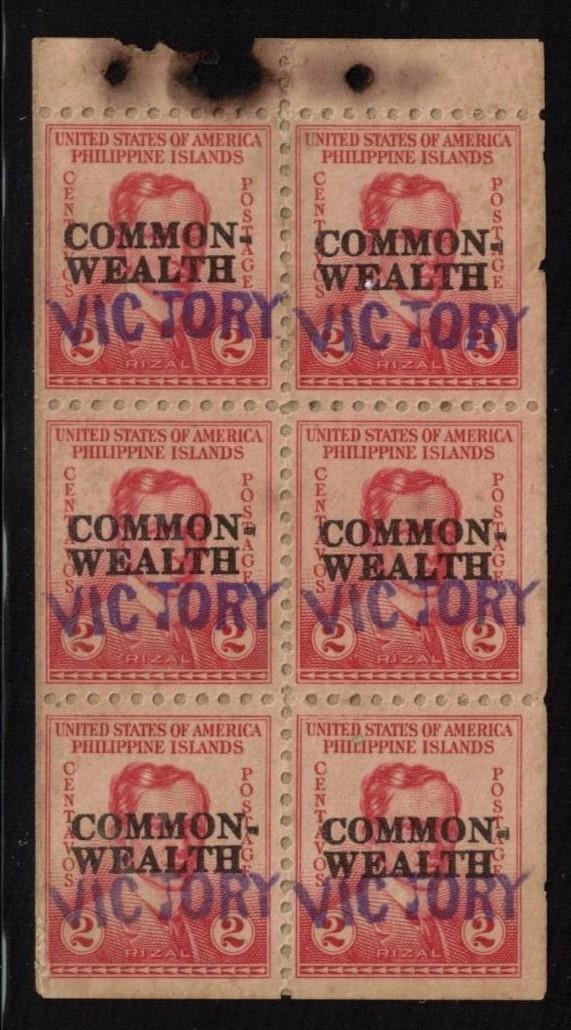 UNITED STATES OF AMERICA
PHILIPPINE ISLANDS
CENTAVOS
POSTAGE
COMMON-
WEALTH
VICTORY
2 2
RIZAL
UNITED STATES OF AMERICA
PHILIPPINE ISLANDS
CENTAVOS
POSTAGE
COMMON-
WEALTH
VICTORY
2 2
RIZAL
UNITED STATES OF AMERICA
PHILIPPINE ISLANDS
CENTAVOS
POSTAGE
COMMON-
WEALTH
VICTORY
2 2
RIZAL
UNITED STATES OF AMERICA
PHILIPPINE ISLANDS
CENTAVOS
POSTAGE
COMMON-
WEALTH
VICTORY
2 2
RIZAL
UNITED STATES OF AMERICA
PHILIPPINE ISLANDS
CENTAVOS
POSTAGE
COMMON-
WEALTH
VICTORY
2 2
RIZAL
UNITED STATES OF AMERICA
PHILIPPINE ISLANDS
CENTAVOS
POSTAGE
COMMON-
WEALTH
VICTORY
2 2
RIZAL